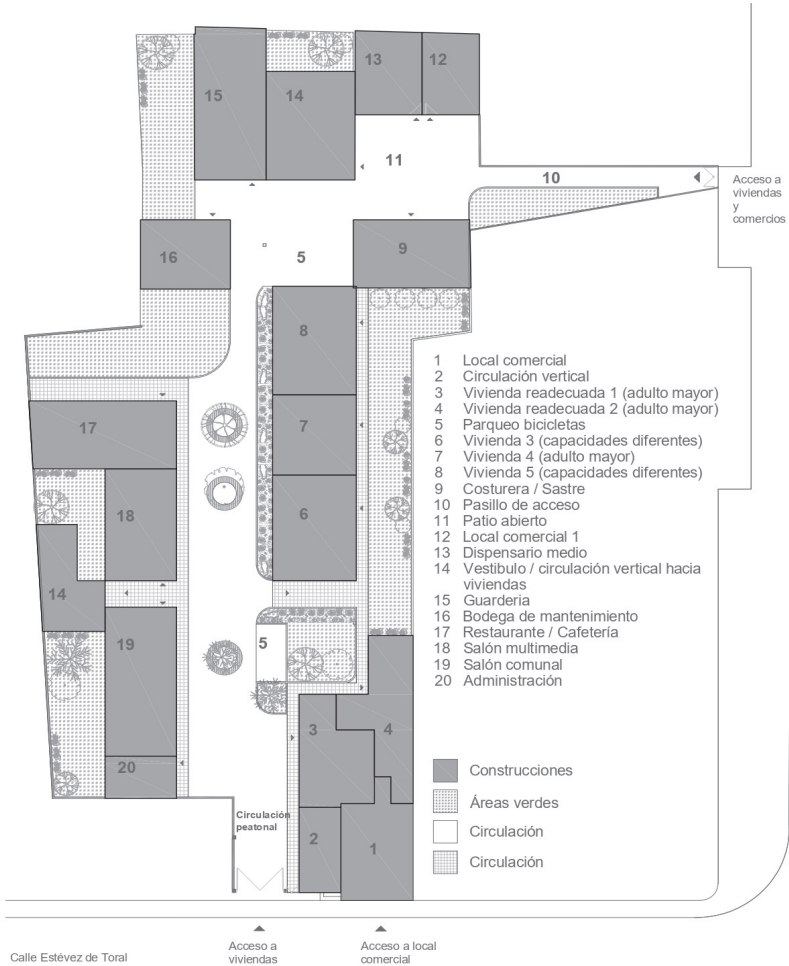 13
12
15
14
11
10
Acceso a
viviendas
y
comercios
16
5
9
8
17
7
18
6
14
19
5
3
4
20
Circulación
peatonal
2
1
1 Local comercial
2 Circulación vertical
3 Vivienda readecuada 1 (adulto mayor)
4 Vivienda readecuada 2 (adulto mayor)
5 Parqueo bicicletas
6 Vivienda 3 (capacidades diferentes)
7 Vivienda 4 (adulto mayor)
8 Vivienda 5 (capacidades diferentes)
9 Costurera / Sastre
10 Pasillo de acceso
11 Patio abierto
12 Local comercial 1
13 Dispensario medio
14 Vestibulo / circulación vertical hacia
viviendas
15 Guarderia
16 Bodega de mantenimiento
17 Restaurante / Cafetería
18 Salón multimedia
19 Salón comunal
20 Administración
Construcciones
Áreas verdes
Circulación
Circulación
Calle Estévez de Toral
Acceso a
viviendas
Acceso a local
comercial